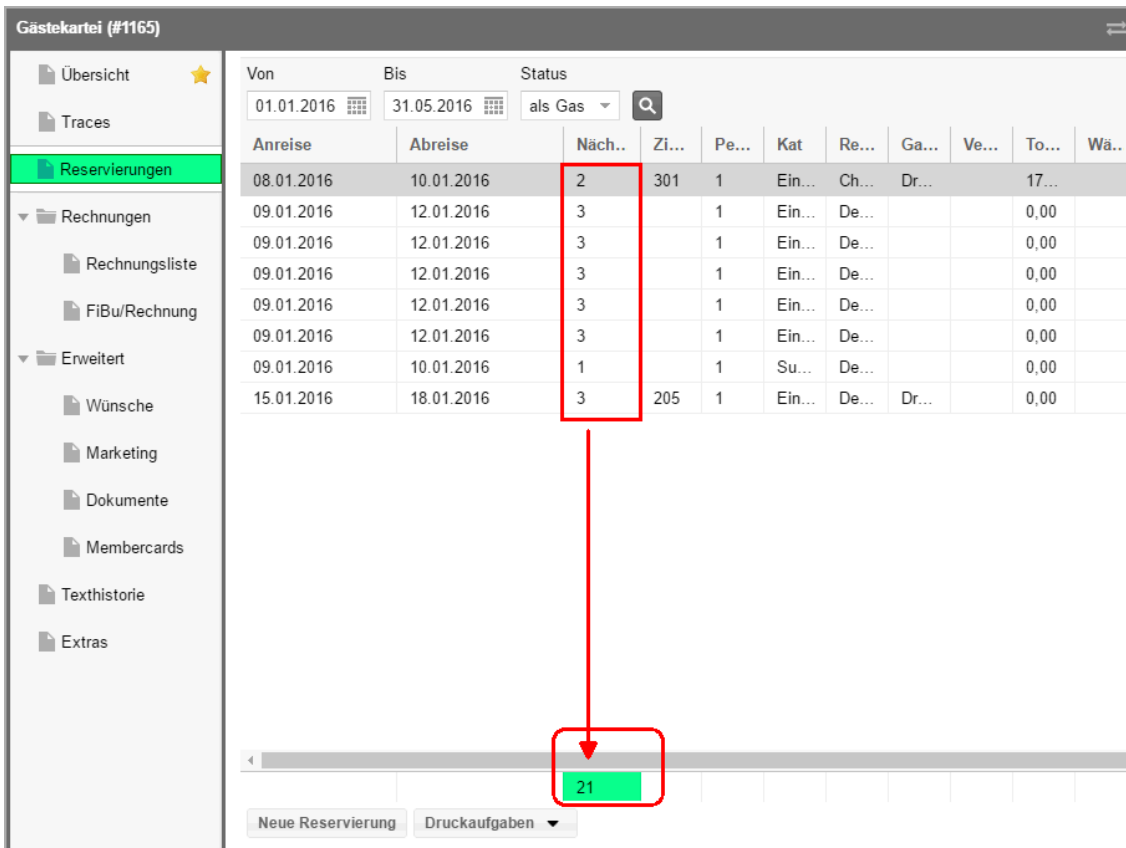 Gästekartei (#1165)
Übersicht
Traces
Reservierungen
Rechnungen
Rechnungsliste
FiBu/Rechnung
Erweitert
Wünsche
Marketing
Dokumente
Membercards
Texthistorie
Extras
Von Bis Status
01.01.2016 31.05.2016 als Gas
Anreise Abreise Näch.. Zi... Pe... Kat Re... Ga... Ve... To... Wä..
08.01.2016 10.01.2016 2 301 1 Ein... Ch... Dr... 17...
09.01.2016 12.01.2016 3 1 Ein... De... 0,00
09.01.2016 12.01.2016 3 1 Ein... De... 0,00
09.01.2016 12.01.2016 3 1 Ein... De... 0,00
09.01.2016 12.01.2016 3 1 Ein... De... 0,00
09.01.2016 12.01.2016 3 1 Ein... De... 0,00
09.01.2016 10.01.2016 1 1 Su... De... 0,00
15.01.2016 18.01.2016 3 205 1 Ein... De... Dr... 0,00
21
Neue Reservierung Druckaufgaben